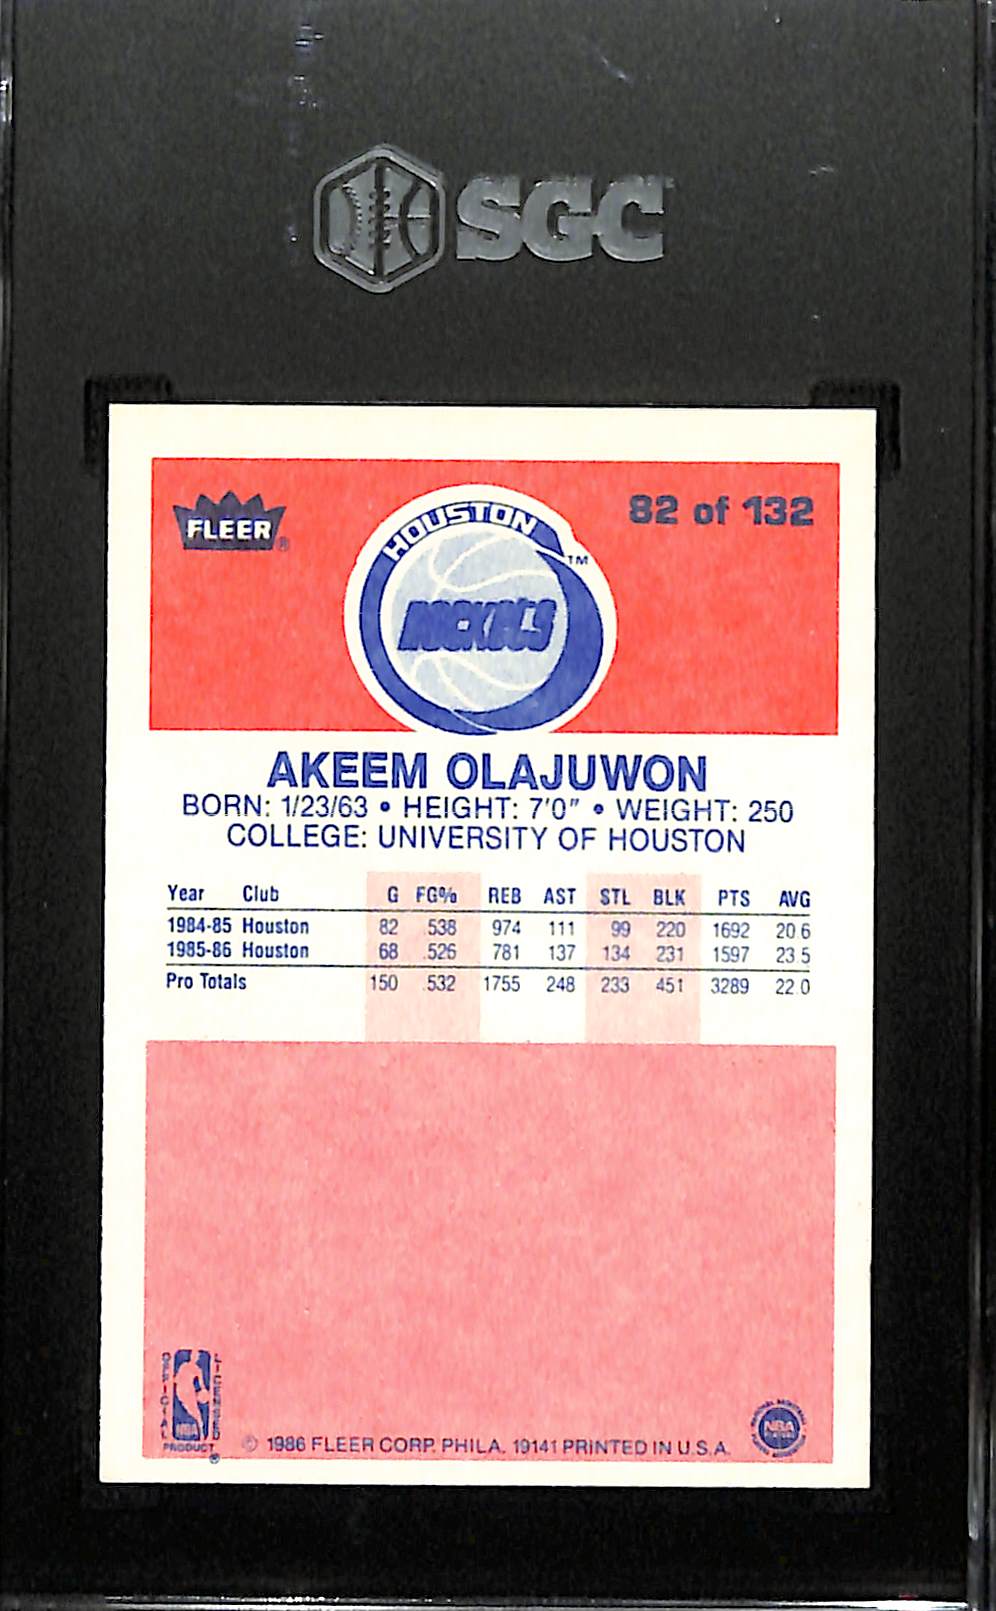 SGC
FLEER®
82 of 132
HOUSTON
ROCKETS
TM
AKEEM OLAJUWON
BORN: 1/23/63 • HEIGHT: 7'0" • WEIGHT: 250
COLLEGE: UNIVERSITY OF HOUSTON
Year Club G FG% REB AST STL BLK PTS AVG
1984-85 Houston 82 .538 974 111 99 220 1692 20.6
1985-86 Houston 68 .526 781 137 134 231 1597 23.5
Pro Totals 150 .532 1755 248 233 451 3289 22.0
OFFICIAL
LICENSED
NBA
PRODUCT
®
© 1986 FLEER CORP. PHILA. 19141 PRINTED IN U.S.A.
NBA